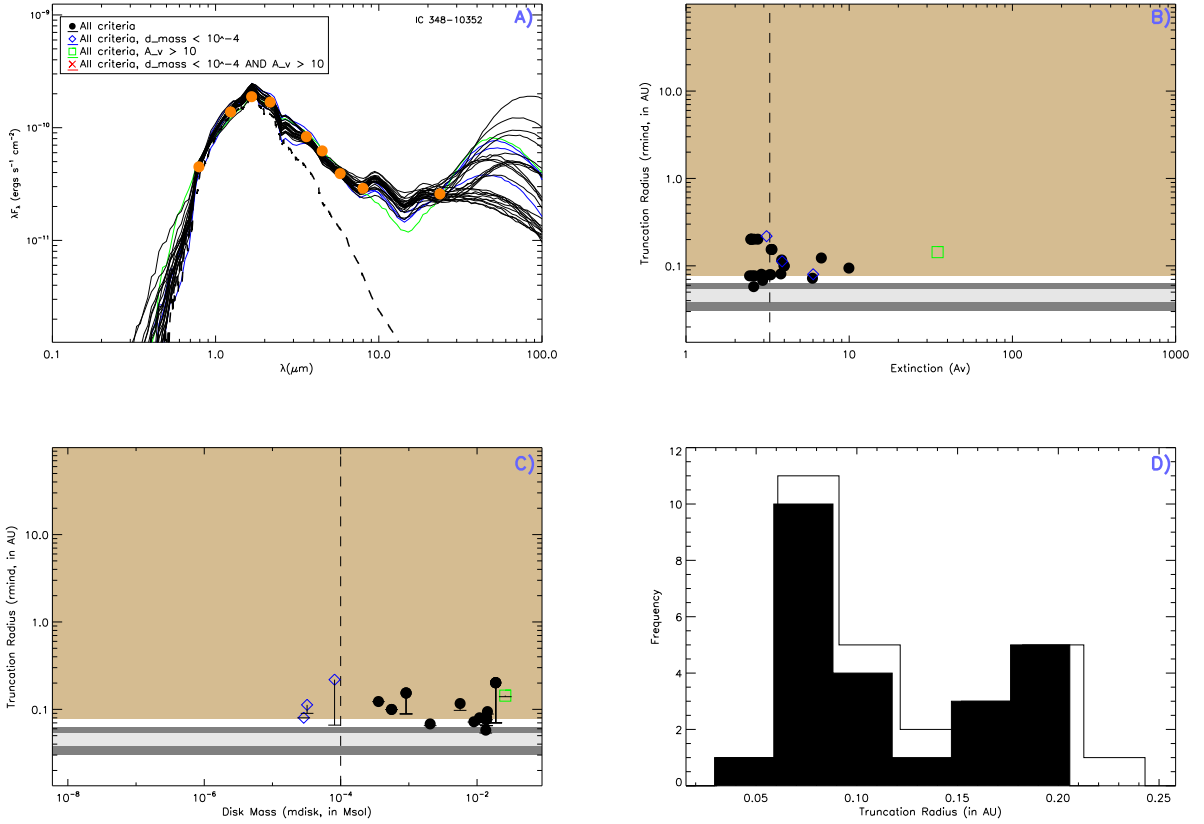 IC 348-10352
A)
All criteria
All criteria, d_mass < 10^-4
All criteria, A_v > 10
All criteria, d_mass < 10^-4 AND A_v > 10
λFλ (ergs s⁻¹ cm⁻²)
10⁻⁹
10⁻¹⁰
10⁻¹¹
0.1 1.0 10.0 100.0
λ(μm)
B)
Truncation Radius (rmind, in AU)
10.0
1.0
0.1
1 10 100 1000
Extinction (Av)
C)
Truncation Radius (rmind, in AU)
10.0
1.0
0.1
10⁻⁸ 10⁻⁶ 10⁻⁴ 10⁻²
Disk Mass (mdisk, in Msol)
D)
Frequency
12
10
8
6
4
2
0
0.05 0.10 0.15 0.20 0.25
Truncation Radius (in AU)